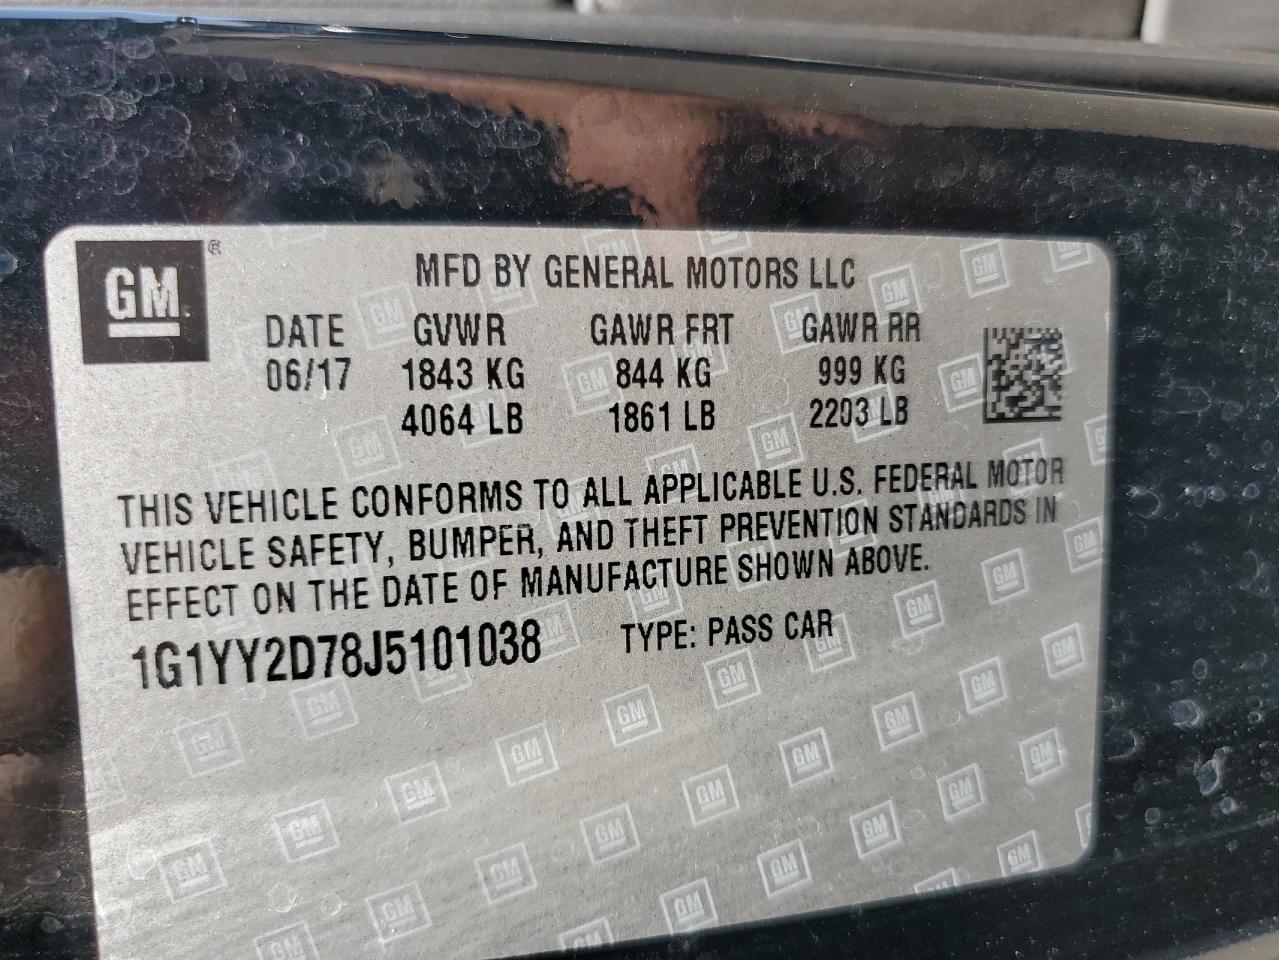 GM ®
MFD BY GENERAL MOTORS LLC
DATE GVWR GAWR FRT GAWR RR
06/17 1843 KG 844 KG 999 KG
4064 LB 1861 LB 2203 LB
THIS VEHICLE CONFORMS TO ALL APPLICABLE U.S. FEDERAL MOTOR
VEHICLE SAFETY, BUMPER, AND THEFT PREVENTION STANDARDS IN
EFFECT ON THE DATE OF MANUFACTURE SHOWN ABOVE.
1G1YY2D78J5101038 TYPE: PASS CAR